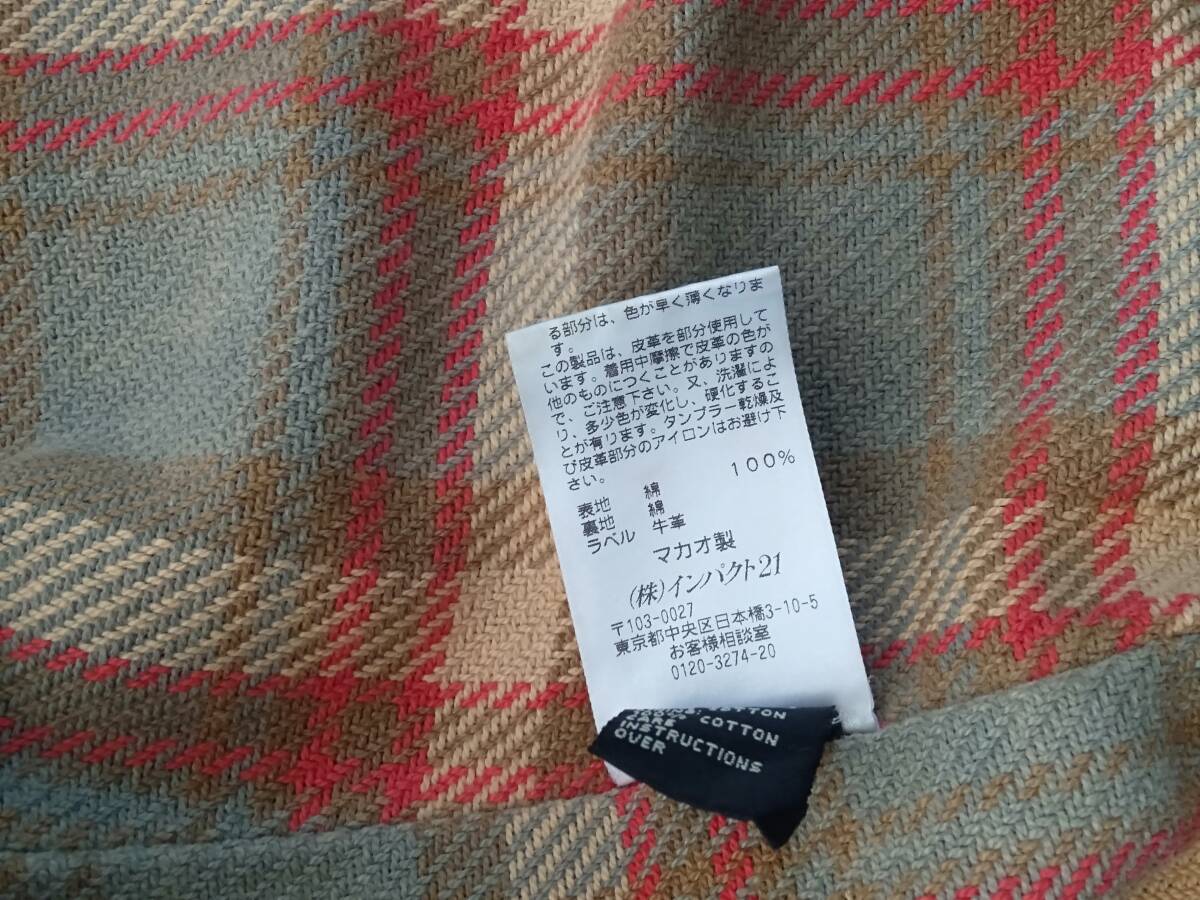 る部分は、色が早く薄くなりま
す。
この製品は、皮革を部分使用して
います。着用中摩擦で皮革の色が
他のものにつくことがありますの
で、ご注意下さい。又、洗濯によ
り、多少色が変化し、硬化するこ
とが有ります。タンブラー乾燥及
び皮革部分のアイロンはお避け下
さい。
表地 綿 100%
裏地 綿
ラベル 牛革
マカオ製
(株)インパクト21
〒103-0027
東京都中央区日本橋3-10-5
お客様相談室
0120-3274-20
COTTON
COTTON
CARE
INSTRUCTIONS
OVER